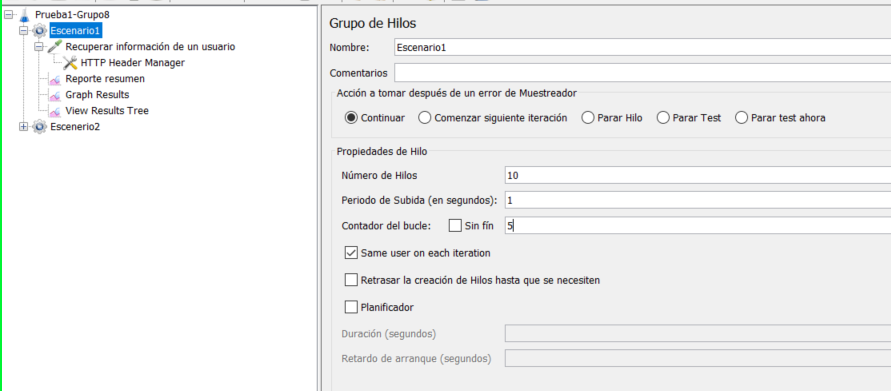 Prueba1-Grupo8
Escenario1
Recuperar información de un usuario
HTTP Header Manager
Reporte resumen
Graph Results
View Results Tree
Escenerio2
Grupo de Hilos
Nombre: Escenario1
Comentarios
Acción a tomar después de un error de Muestreador
Continuar Comenzar siguiente iteración Parar Hilo Parar Test Parar test ahora
Propiedades de Hilo
Número de Hilos 10
Periodo de Subida (en segundos): 1
Contador del bucle: Sin fín 5
Same user on each iteration
Retrasar la creación de Hilos hasta que se necesiten
Planificador
Duración (segundos)
Retardo de arranque (segundos)